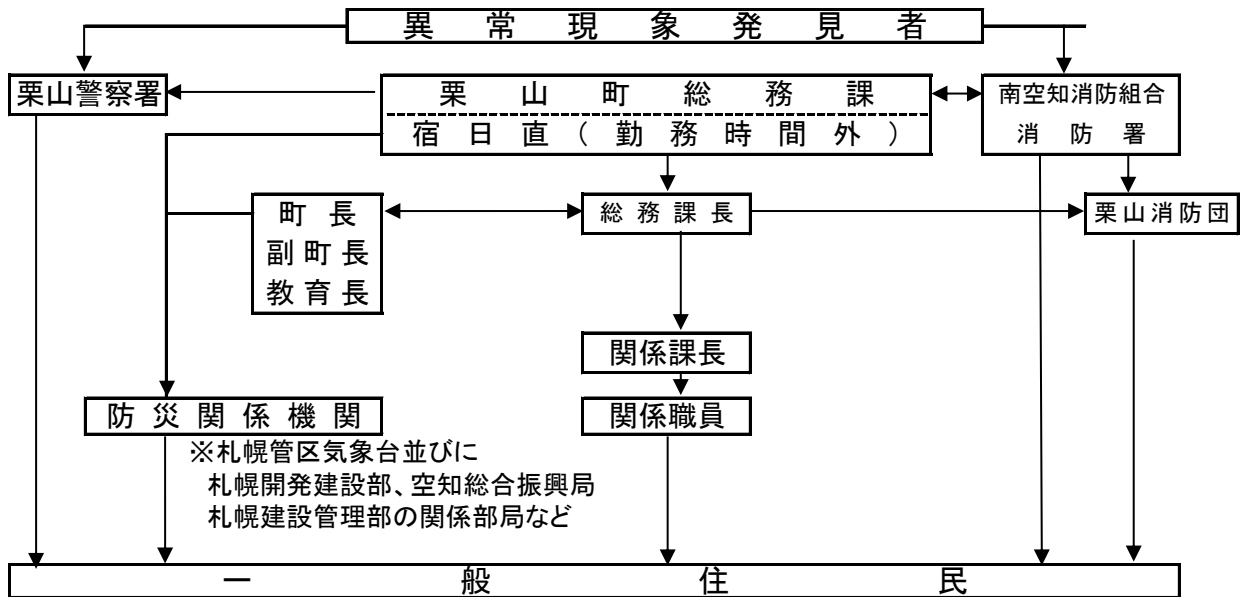 異常現象発見者
栗山警察署
栗山町総務課
宿日直(勤務時間外)
南空知消防組合
消防署
町長
副町長
教育長
総務課長
栗山消防団
関係課長
防災関係機関
関係職員
※札幌管区気象台並びに
札幌開発建設部、空知総合振興局
札幌建設管理部の関係部局など
一般住民